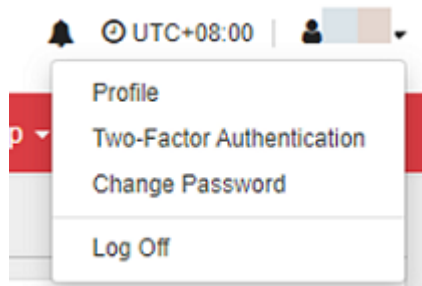 UTC+08:00
Profile
p
Two-Factor Authentication
Change Password
Log Off